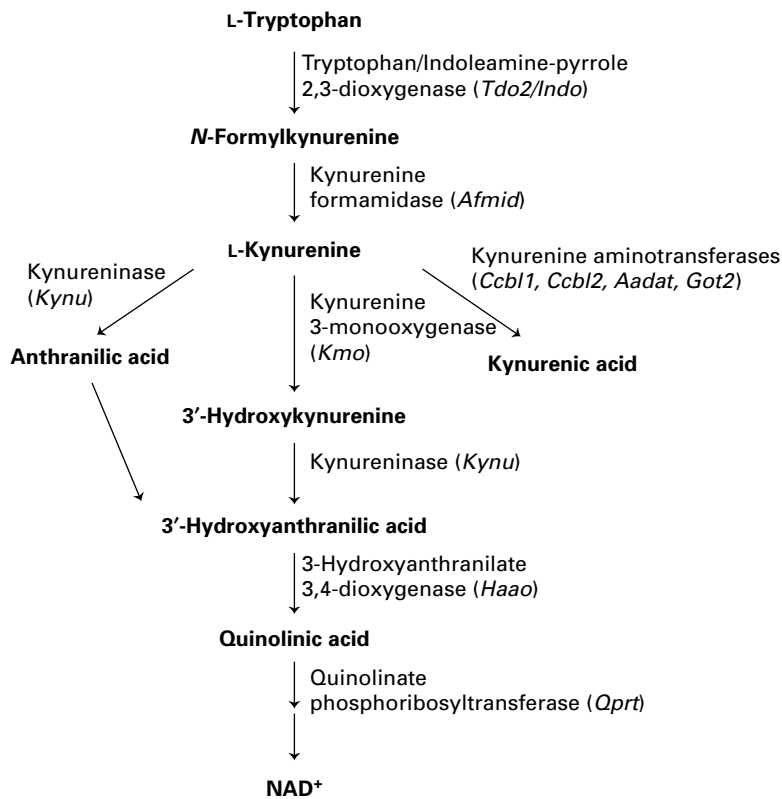 L-Tryptophan
Tryptophan/Indoleamine-pyrrole
2,3-dioxygenase (Tdo2/Indo)
N-Formylkynurenine
Kynurenine
formamidase (Afmid)
L-Kynurenine
Kynureninase
(Kynu)
Kynurenine aminotransferases
(Ccbl1, Ccbl2, Aadat, Got2)
Kynurenine
3-monooxygenase
(Kmo)
Anthranilic acid
Kynurenic acid
3′-Hydroxykynurenine
Kynureninase (Kynu)
3′-Hydroxyanthranilic acid
3-Hydroxyanthranilate
3,4-dioxygenase (Haao)
Quinolinic acid
Quinolinate
phosphoribosyltransferase (Qprt)
NAD⁺